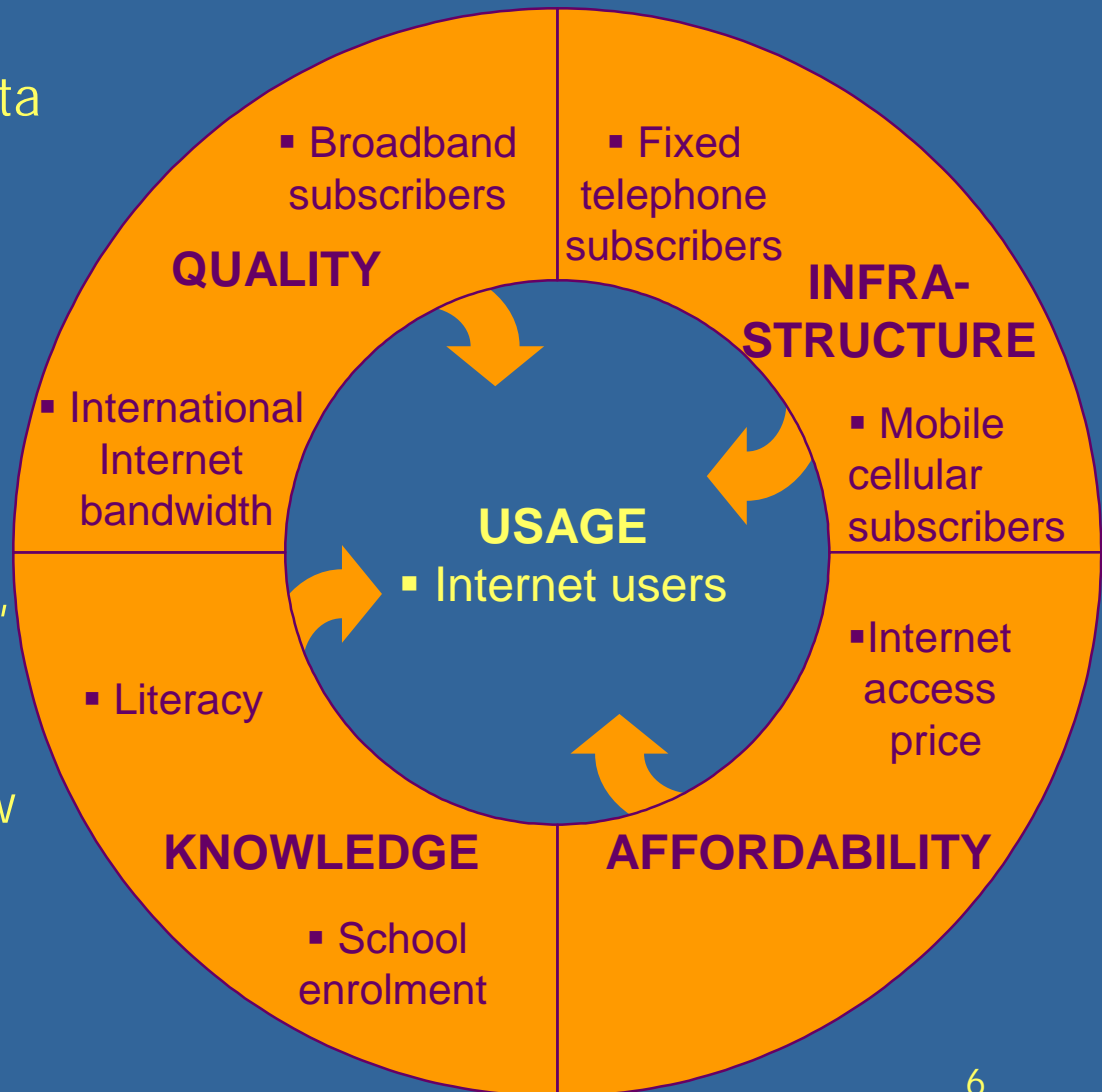 ta
▪ Broadband
subscribers
QUALITY
▪ International
Internet
bandwidth
▪ Fixed
telephone
subscribers
INFRA-
STRUCTURE
▪ Mobile
cellular
subscribers
USAGE
▪ Internet users
,
▪ Literacy
w
KNOWLEDGE
▪ School
enrolment
▪Internet
access
price
AFFORDABILITY
6